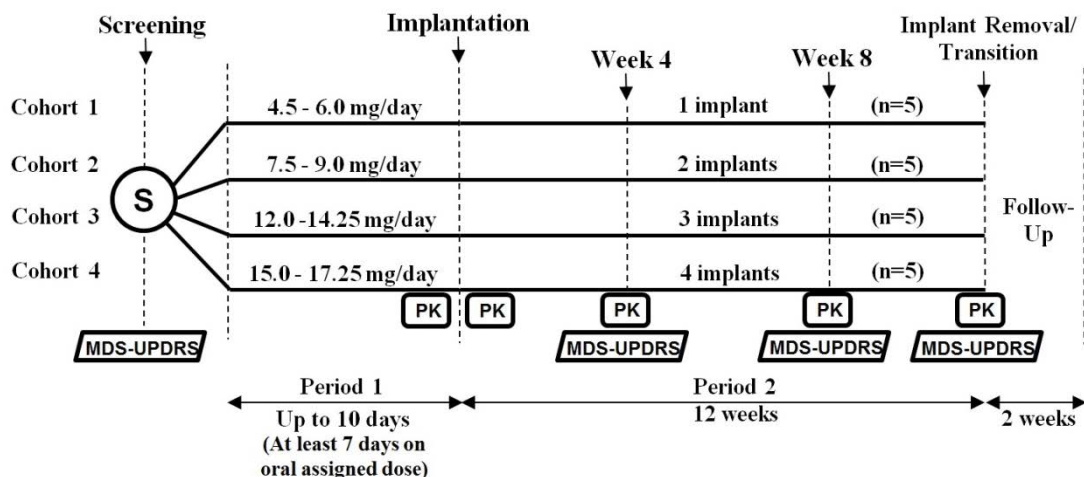 Screening
Implantation
Implant Removal/
Transition
Week 4
Week 8
Cohort 1
4.5 - 6.0 mg/day
1 implant
(n=5)
Cohort 2
7.5 - 9.0 mg/day
2 implants
(n=5)
S
Cohort 3
12.0 -14.25 mg/day
3 implants
(n=5)
Follow-
Up
Cohort 4
15.0 - 17.25 mg/day
4 implants
(n=5)
PK
PK
PK
PK
PK
MDS-UPDRS
MDS-UPDRS
MDS-UPDRS
MDS-UPDRS
Period 1
Up to 10 days
(At least 7 days on
oral assigned dose)
Period 2
12 weeks
2 weeks